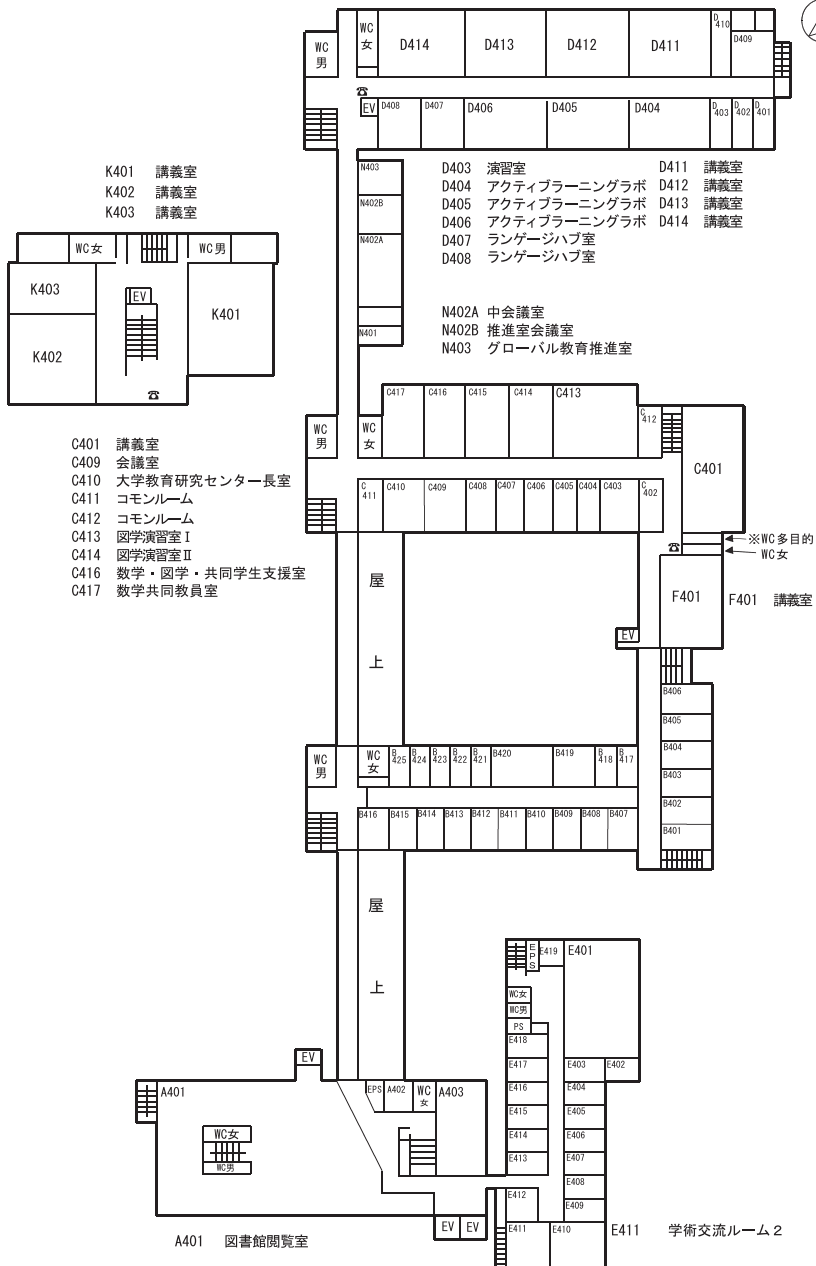 WC
男
WC
女
D414
D413
D412
D411
D
410
D409
EV
D408
D407
D406
D405
D404
D
403
D
402
D
401
K401 講義室
K402 講義室
K403 講義室
N403
N402B
N402A
N401
D403 演習室
D404 アクティブラーニングラボ
D405 アクティブラーニングラボ
D406 アクティブラーニングラボ
D407 ランゲージハブ室
D408 ランゲージハブ室
D411 講義室
D412 講義室
D413 講義室
D414 講義室
WC女
WC男
K403
EV
K401
K402
N402A 中会議室
N402B 推進室会議室
N403 グローバル教育推進室
C401 講義室
C409 会議室
C410 大学教育研究センター長室
C411 コモンルーム
C412 コモンルーム
C413 図学演習室Ⅰ
C414 図学演習室Ⅱ
C416 数学・図学・共同学生支援室
C417 数学共同教員室
WC
男
WC
女
C417
C416
C415
C414
C413
C
412
C401
C
411
C410
C409
C408
C407
C406
C405
C404
C403
C
402
※WC多目的
WC女
F401
F401 講義室
EV
屋
上
B406
B405
B404
B403
B402
B401
WC
男
WC
女
B
425
B
424
B
423
B
422
B
421
B420
B419
B
418
B
417
B416
B415
B414
B413
B412
B411
B410
B409
B408
B407
屋
上
EPS
E419
E401
WC女
WC男
PS
E418
E417
E416
E415
E414
E413
E403
E402
E404
E405
E406
E407
E408
E409
E412
E411
E410
E411 学術交流ルーム2
EV
A401
EPS
A402
WC
女
A403
WC女
WC男
EV
EV
A401 図書館閲覧室